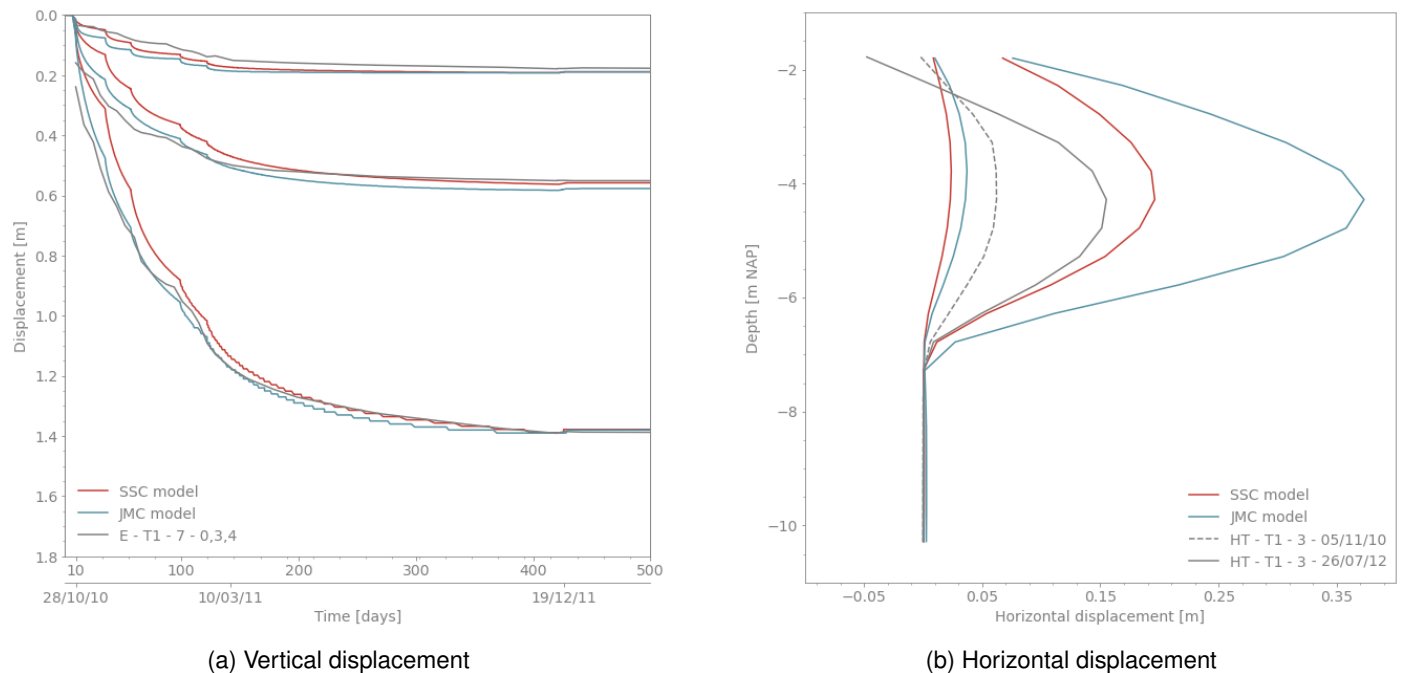 0.0
0.2
0.4
0.6
0.8
1.0
1.2
1.4
1.6
1.8
Displacement [m]
SSC model
JMC model
E - T1 - 7 - 0,3,4
10 100 200 300 400 500
28/10/10 10/03/11 19/12/11
Time [days]
(a) Vertical displacement
−2
−4
−6
−8
−10
Depth [m NAP]
SSC model
JMC model
HT - T1 - 3 - 05/11/10
HT - T1 - 3 - 26/07/12
−0.05 0.05 0.15 0.25 0.35
Horizontal displacement [m]
(b) Horizontal displacement